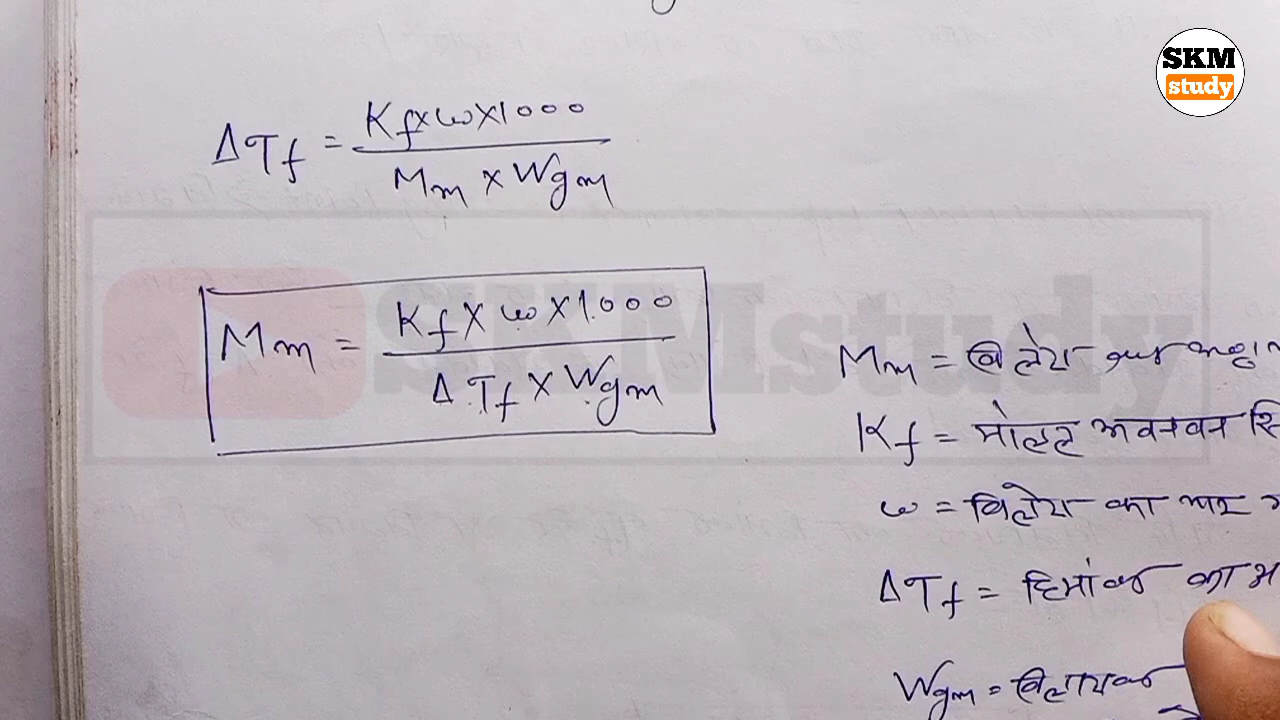 SKM
study
ΔTf = Kf×w×1000
Mm × Wgm
SKMstudy
Mm = Kf × w × 1000
ΔTf × Wgm
Mm = विलेय का
Kf = मोलल अवनमन
w = विलेय का भार
ΔTf = हिमांक का
Wgm = विलायक